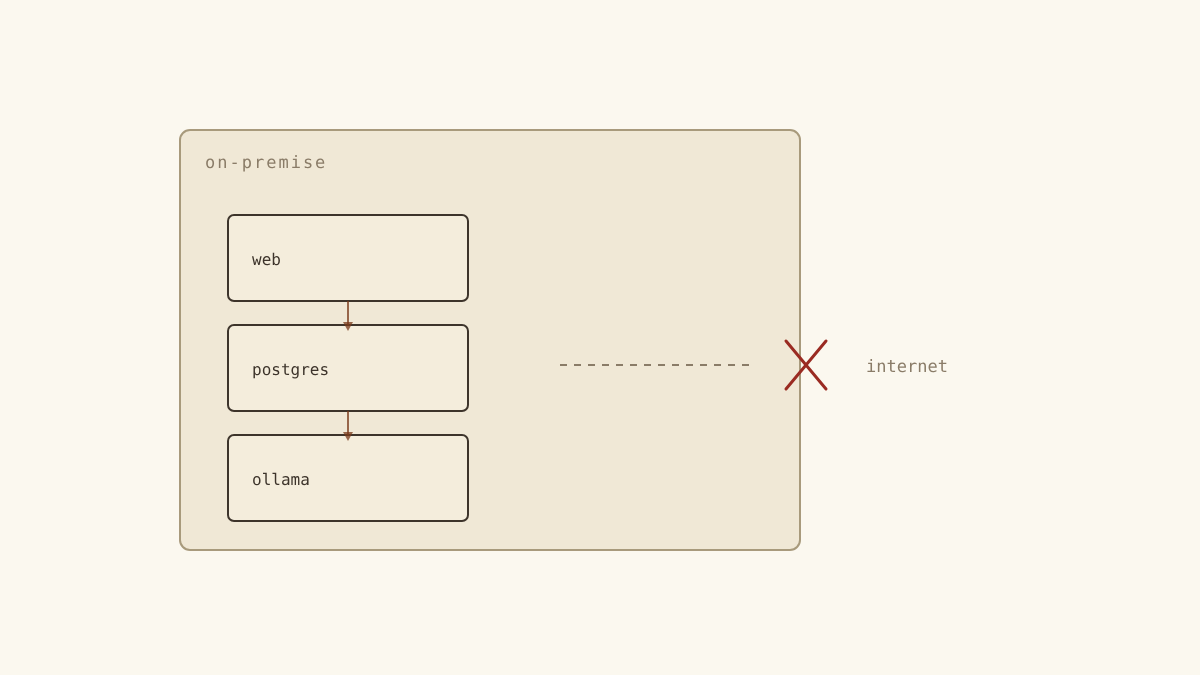 on-premise
web
postgres
internet
ollama